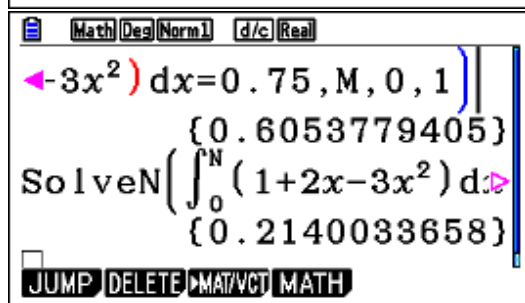 Math Deg Norm1 d/c Real
-3x²)dx=0.75,M,0,1)
{0.6053779405}
SolveN(∫₀ᴺ(1+2x-3x²)dx
{0.2140033658}
JUMP DELETE ►MAT/VCT MATH